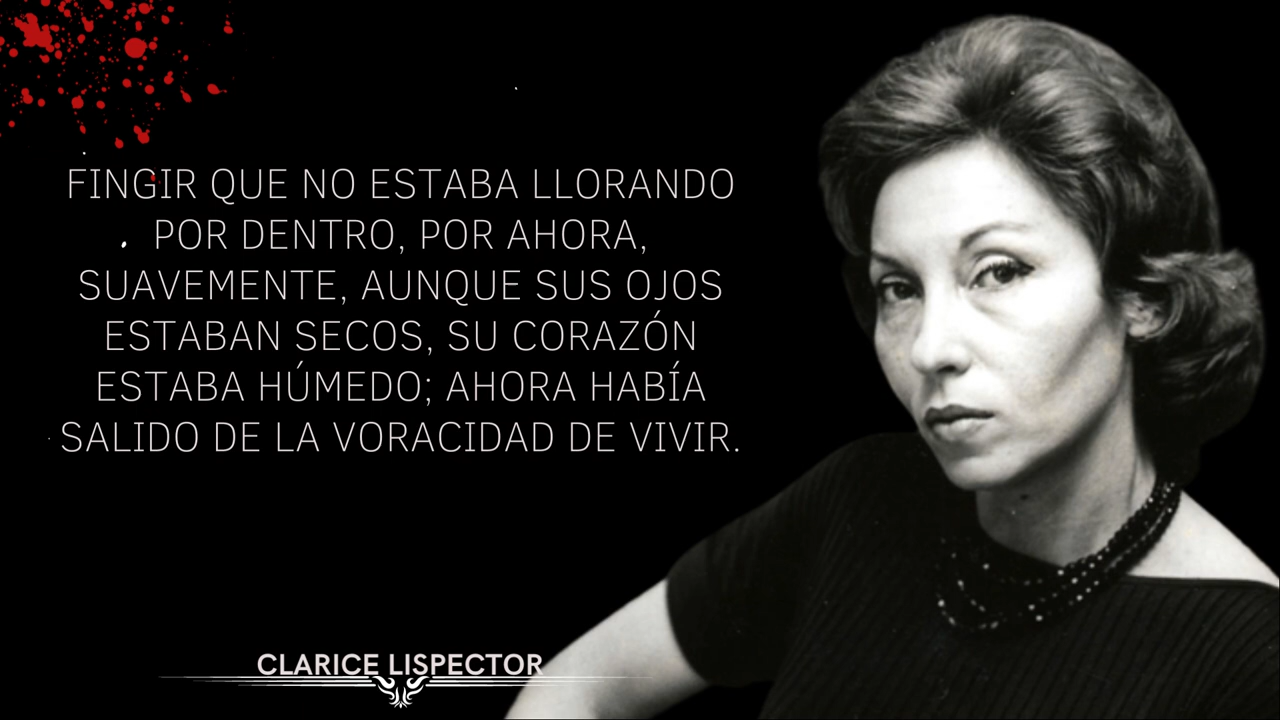 FINGIR QUE NO ESTABA LLORANDO
POR DENTRO, POR AHORA,
SUAVEMENTE, AUNQUE SUS OJOS
ESTABAN SECOS, SU CORAZÓN
ESTABA HÚMEDO; AHORA HABÍA
SALIDO DE LA VORACIDAD DE VIVIR.
CLARICE LISPECTOR